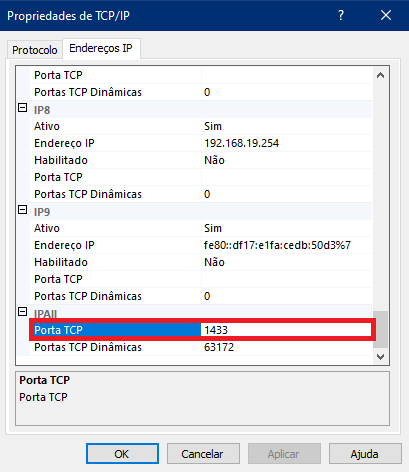 Propriedades de TCP/IP
Protocolo Endereços IP
Porta TCP
Portas TCP Dinâmicas 0
IP8
Ativo Sim
Endereço IP 192.168.19.254
Habilitado Não
Porta TCP
Portas TCP Dinâmicas 0
IP9
Ativo Sim
Endereço IP fe80::df17:e1fa:cedb:50d3%7
Habilitado Não
Porta TCP
Portas TCP Dinâmicas 0
IPAll
Porta TCP 1433
Portas TCP Dinâmicas 63172
Porta TCP
Porta TCP
OK Cancelar Aplicar Ajuda